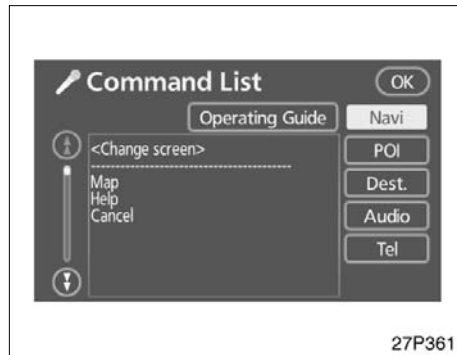 Command List
OK
Operating Guide
Navi
<Change screen>
POI
Map
Dest.
Help
Cancel
Audio
Tel
27P361